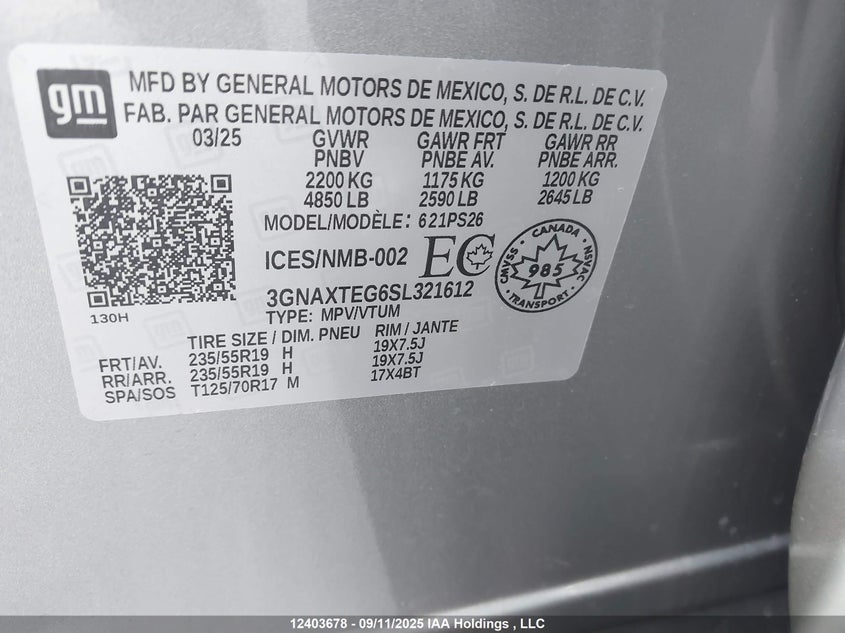 gm
MFD BY GENERAL MOTORS DE MEXICO, S. DE R.L. DE C.V.
FAB. PAR GENERAL MOTORS DE MEXICO, S. DE R.L. DE C.V.
03/25 GVWR GAWR FRT GAWR RR
PNBV PNBE AV. PNBE ARR.
2200 KG 1175 KG 1200 KG
4850 LB 2590 LB 2645 LB
MODEL/MODÈLE: 621PS26
ICES/NMB-002 EC
CANADA
CMVSS 985 NSVAC
TRANSPORT
3GNAXTEG6SL321612
130H
TYPE: MPV/VTUM
TIRE SIZE / DIM. PNEU RIM / JANTE
FRT/AV. 235/55R19 H 19X7.5J
RR/ARR. 235/55R19 H 19X7.5J
SPA/SOS T125/70R17 M 17X4BT
12403678 - 09/11/2025 IAA Holdings , LLC